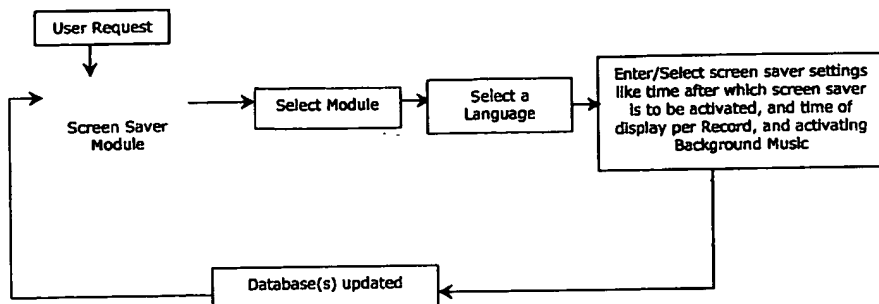 User Request
Screen Saver
Module
Select Module
Select a
Language
Enter/Select screen saver settings
like time after which screen saver
is to be activated, and time of
display per Record, and activating
Background Music
Database(s) updated